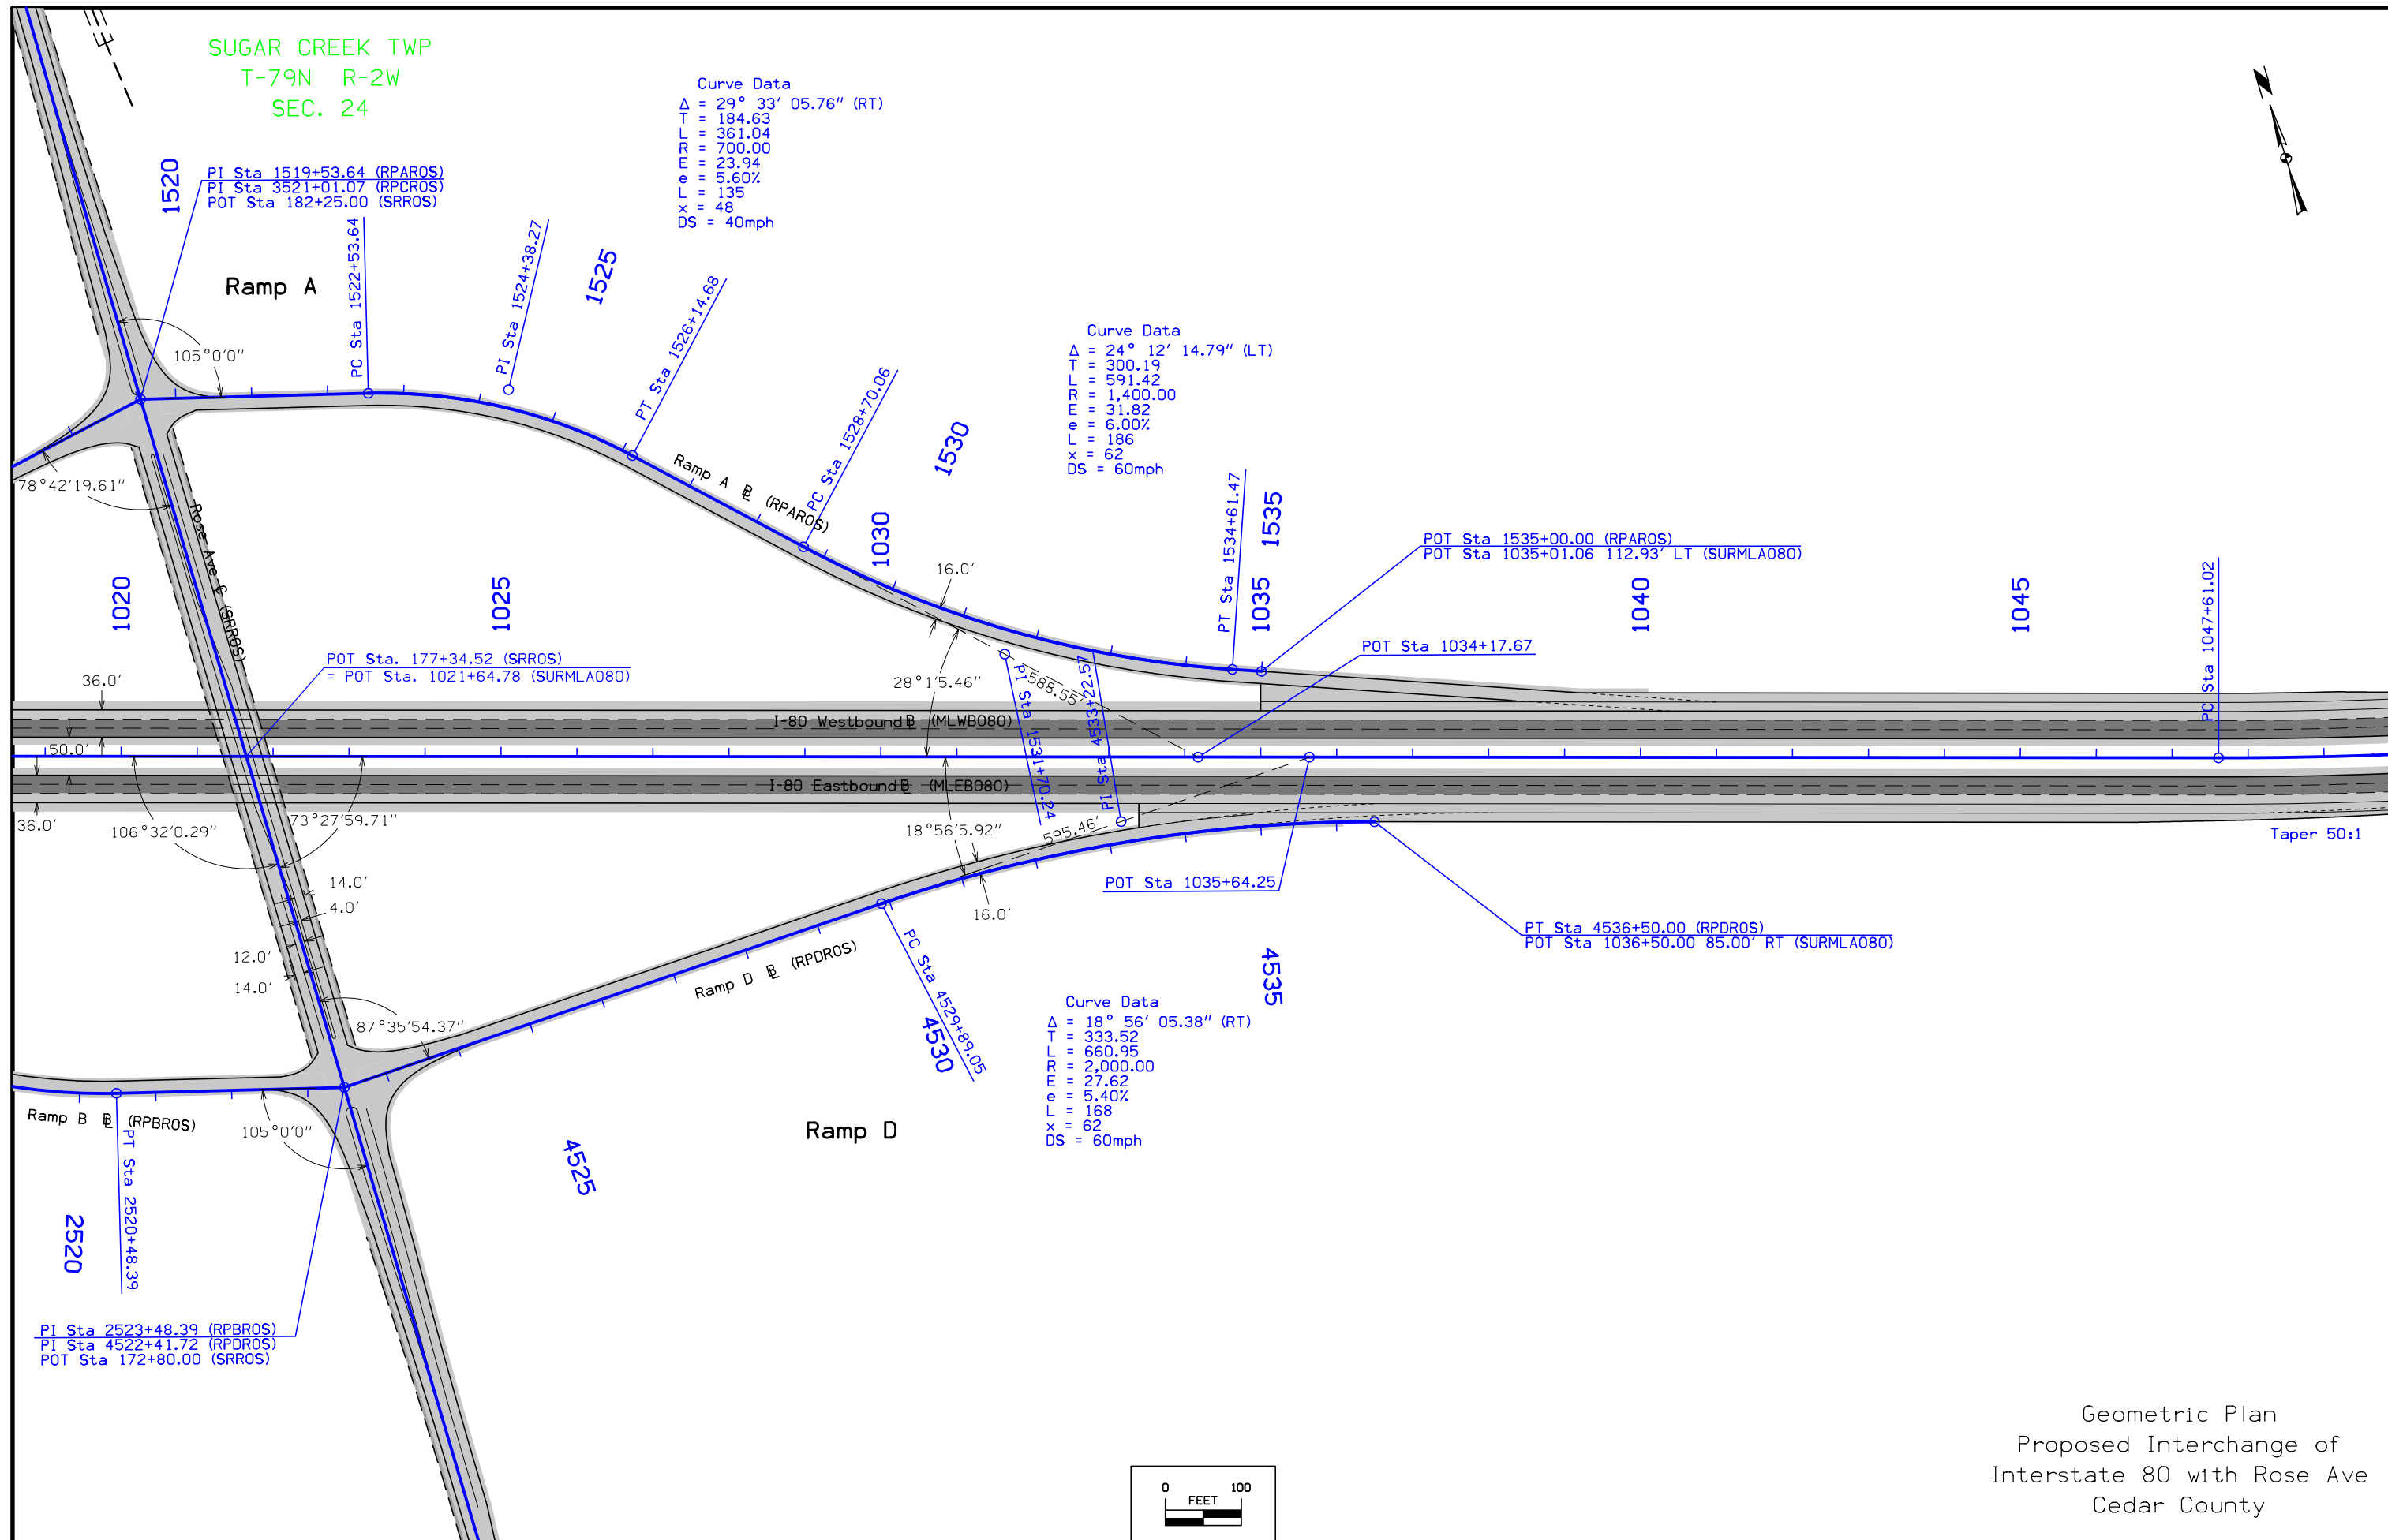 SUGAR CREEK TWP
T-79N R-2W
SEC. 24
Curve Data
Δ = 29° 33' 05.76" (RT)
T = 184.63
L = 361.04
R = 700.00
E = 23.94
e = 5.60%
L = 135
x = 48
DS = 40mph
1520
PI Sta 1519+53.64 (RPAROS)
PI Sta 3521+01.07 (RPCROS)
POT Sta 182+25.00 (SRROS)
PC Sta 1522+53.64
PI Sta 1524+38.27
1525
PT Sta 1526+14.68
Ramp A
105°0'0"
PC Sta 1528+70.06
1530
Curve Data
Δ = 24° 12' 14.79" (LT)
T = 300.19
L = 591.42
R = 1,400.00
E = 31.82
e = 6.00%
L = 186
x = 62
DS = 60mph
78°42'19.61"
Rose Ave ℄ (SRROS)
Ramp A B̲L (RPAROS)
PT Sta 1534+61.47
1535
POT Sta 1535+00.00 (RPAROS)
POT Sta 1035+01.06 112.93' LT (SURMLA080)
1020
1025
1030
16.0'
1035
1040
1045
PC Sta 1047+61.02
POT Sta. 177+34.52 (SRROS)
= POT Sta. 1021+64.78 (SURMLA080)
POT Sta 1034+17.67
36.0'
28°1'5.46"
588.55'
PI Sta 1531+70.24
PI Sta 4533+22.57
I-80 Westbound BL (MLWB080)
50.0'
I-80 Eastbound BL (MLEB080)
36.0'
106°32'0.29"
73°27'59.71"
18°56'5.92"
595.46'
Taper 50:1
14.0'
4.0'
POT Sta 1035+64.25
16.0'
12.0'
14.0'
PT Sta 4536+50.00 (RPDROS)
POT Sta 1036+50.00 85.00' RT (SURMLA080)
Ramp D BL (RPDROS)
PC Sta 4529+89.05
4530
4535
87°35'54.37"
Curve Data
Δ = 18° 56' 05.38" (RT)
T = 333.52
L = 660.95
R = 2,000.00
E = 27.62
e = 5.40%
L = 168
x = 62
DS = 60mph
Ramp B BL (RPBROS)
105°0'0"
Ramp D
PT Sta 2520+48.39
4525
2520
PI Sta 2523+48.39 (RPBROS)
PI Sta 4522+41.72 (RPDROS)
POT Sta 172+80.00 (SRROS)
0 100
FEET
Geometric Plan
Proposed Interchange of
Interstate 80 with Rose Ave
Cedar County